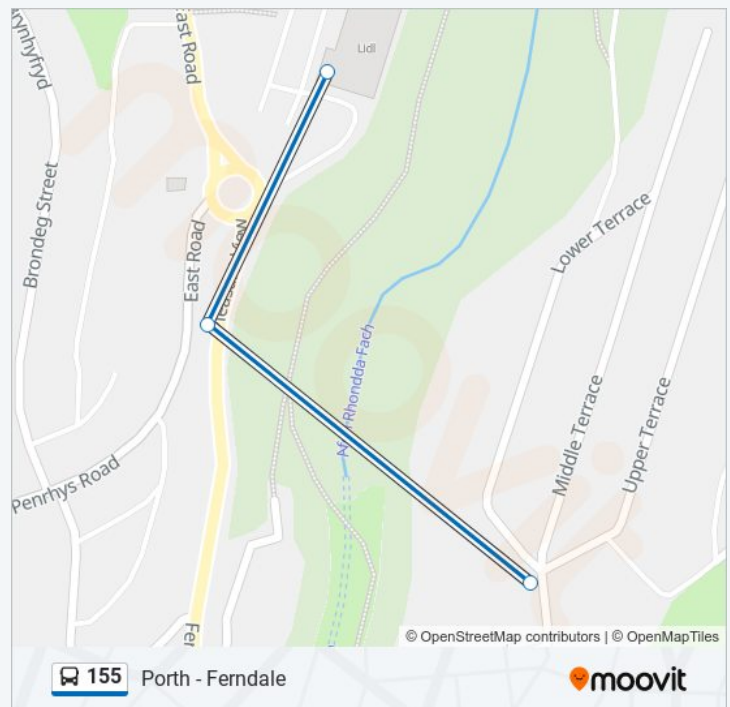 rynhyfryd
East Road
Lidl
Brondeg Street
East Road
Lower Terrace
Afon Rhondda Fach
Middle Terrace
Upper Terrace
Penrhys Road
© OpenStreetMap contributors | © OpenMapTiles
155 Porth - Ferndale
moovit